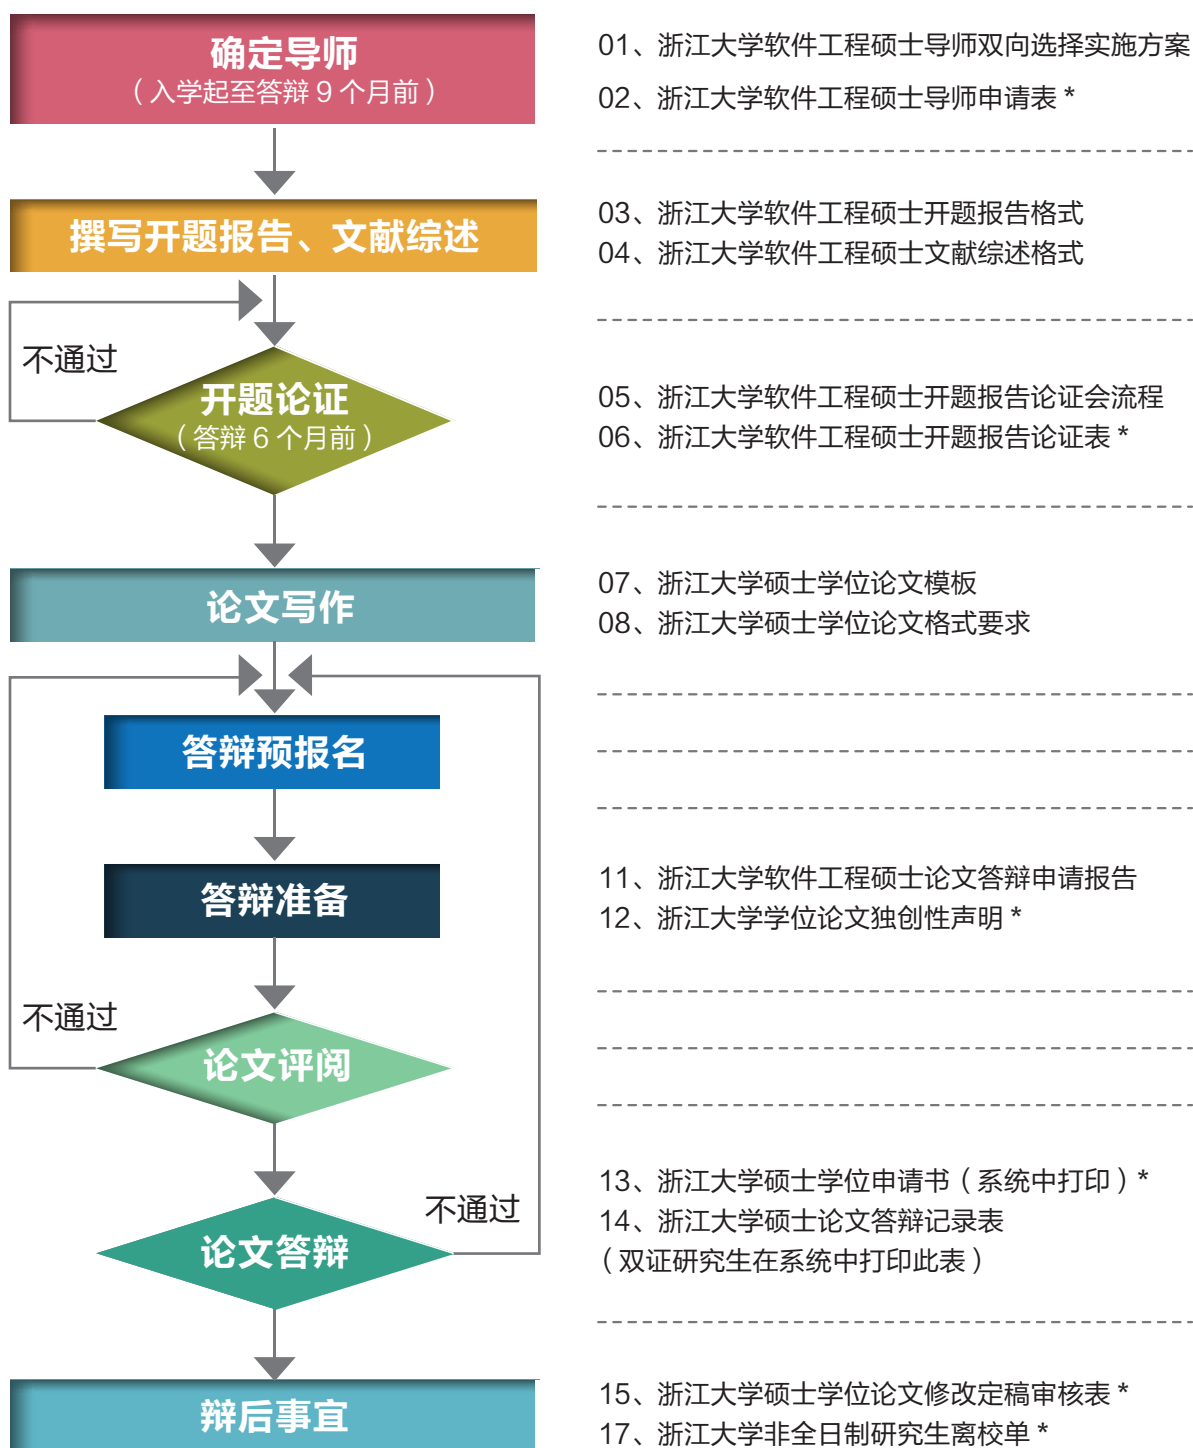 确定导师
（入学起至答辩 9 个月前）
01、浙江大学软件工程硕士导师双向选择实施方案
02、浙江大学软件工程硕士导师申请表 *
撰写开题报告、文献综述
03、浙江大学软件工程硕士开题报告格式
04、浙江大学软件工程硕士文献综述格式
不通过
开题论证
（答辩 6 个月前）
05、浙江大学软件工程硕士开题报告论证会流程
06、浙江大学软件工程硕士开题报告论证表 *
论文写作
07、浙江大学硕士学位论文模板
08、浙江大学硕士学位论文格式要求
答辩预报名
答辩准备
11、浙江大学软件工程硕士论文答辩申请报告
12、浙江大学学位论文独创性声明 *
不通过
论文评阅
不通过
论文答辩
13、浙江大学硕士学位申请书（系统中打印）*
14、浙江大学硕士论文答辩记录表
（双证研究生在系统中打印此表）
辩后事宜
15、浙江大学硕士学位论文修改定稿审核表 *
17、浙江大学非全日制研究生离校单 *